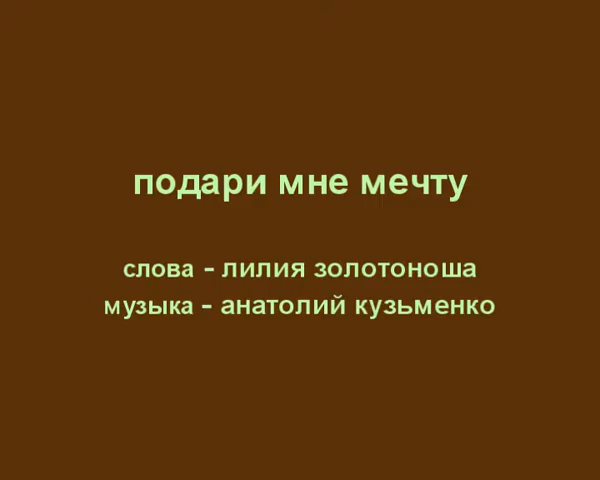 подари мне мечту
слова - лилия золотоноша
музыка - анатолий кузьменко